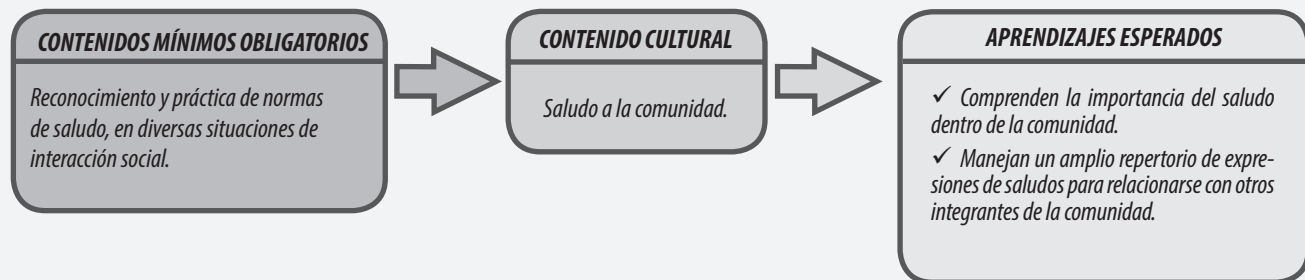 CONTENIDOS MÍNIMOS OBLIGATORIOS
Reconocimiento y práctica de normas
de saludo, en diversas situaciones de
interacción social.
CONTENIDO CULTURAL
Saludo a la comunidad.
APRENDIZAJES ESPERADOS
✓ Comprenden la importancia del saludo
dentro de la comunidad.
✓ Manejan un amplio repertorio de expre-
siones de saludos para relacionarse con otros
integrantes de la comunidad.